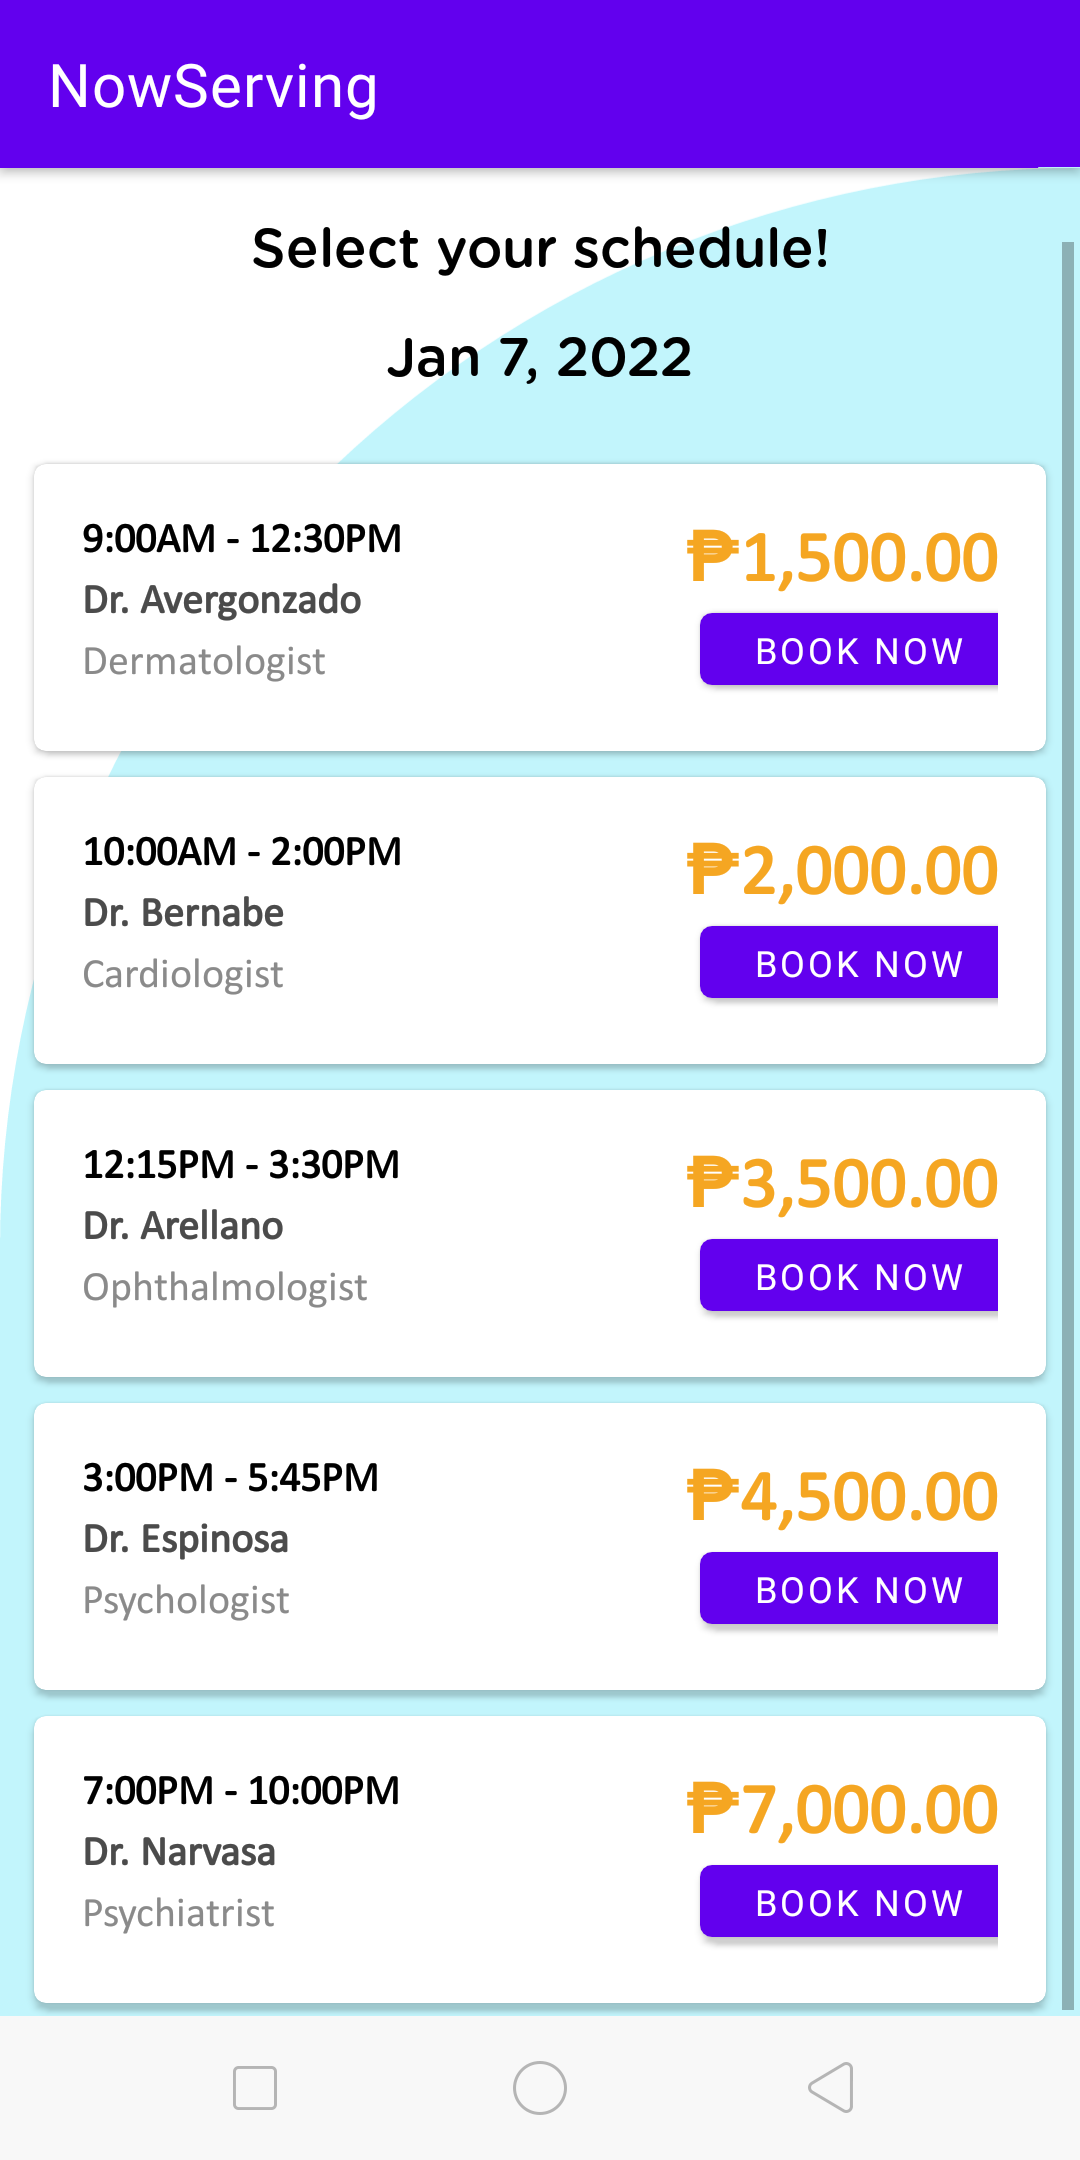 NowServing
Select your schedule!
Jan 7, 2022
9:00AM - 12:30PM
₱1,500.00
Dr. Avergonzado
BOOK NOW
Dermatologist
10:00AM - 2:00PM
₱2,000.00
Dr. Bernabe
BOOK NOW
Cardiologist
12:15PM - 3:30PM
₱3,500.00
Dr. Arellano
BOOK NOW
Ophthalmologist
3:00PM - 5:45PM
₱4,500.00
Dr. Espinosa
BOOK NOW
Psychologist
7:00PM - 10:00PM
₱7,000.00
Dr. Narvasa
BOOK NOW
Psychiatrist